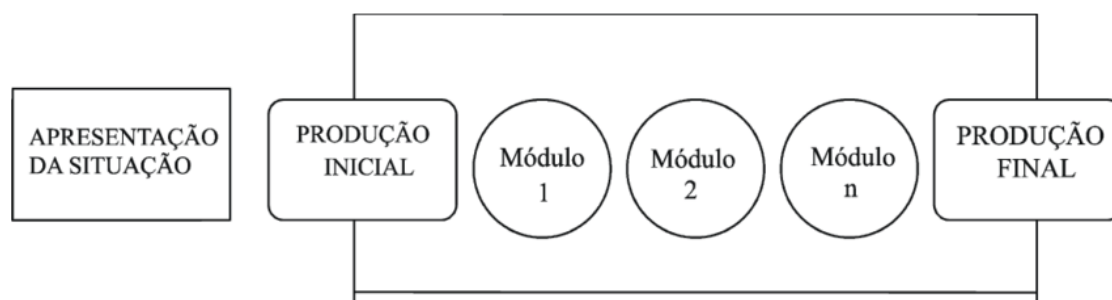 APRESENTAÇÃO
DA SITUAÇÃO
PRODUÇÃO
INICIAL
Módulo
1
Módulo
2
Módulo
n
PRODUÇÃO
FINAL